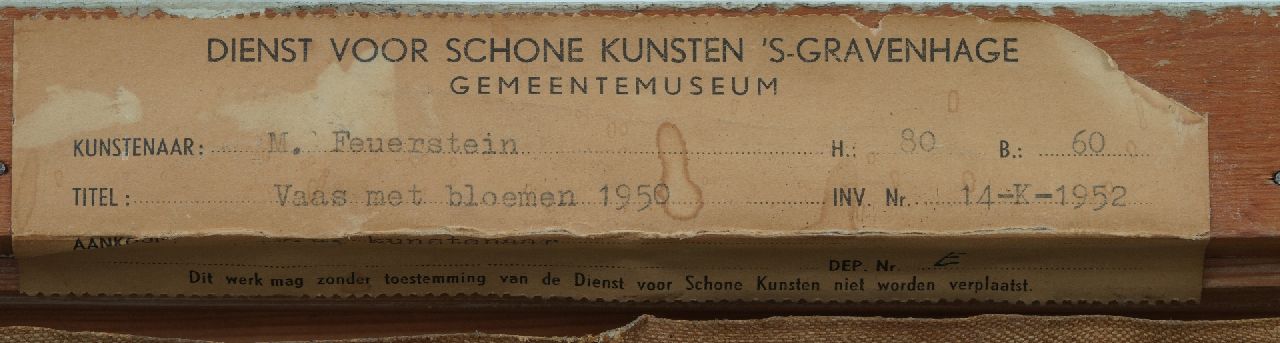 DIENST VOOR SCHONE KUNSTEN 'S-GRAVENHAGE
GEMEENTEMUSEUM
KUNSTENAAR: M. Feuerstein H.: 80 B.: 60
TITEL: Vaas met bloemen 1950 INV. Nr. 14-K-1952
kunstenaar
DEP. Nr. E
Dit werk mag zonder toestemming van de Dienst voor Schone Kunsten niet worden verplaatst.